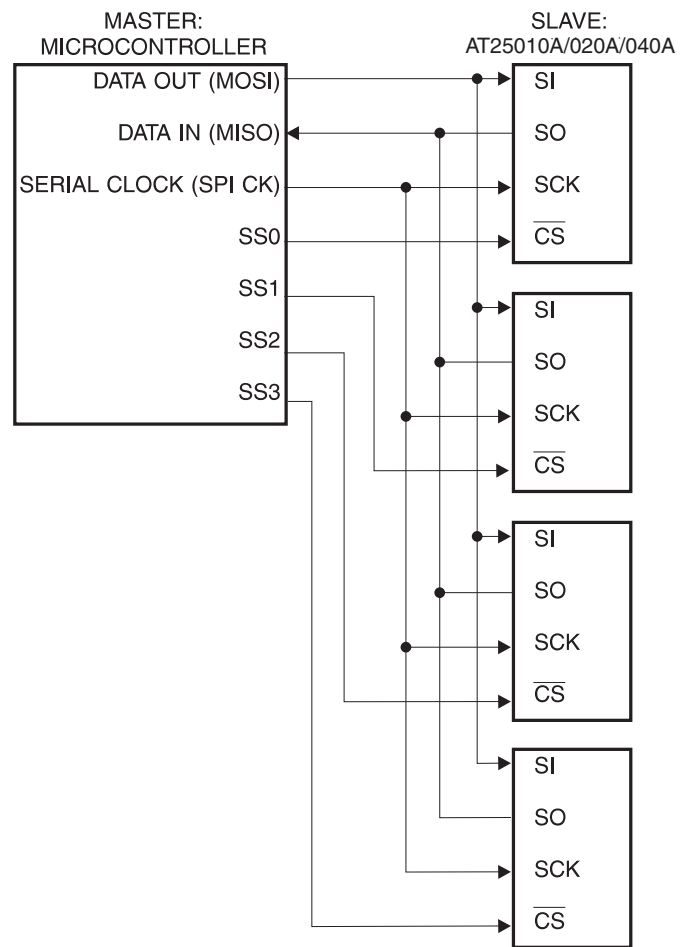 MASTER:
MICROCONTROLLER
DATA OUT (MOSI)
DATA IN (MISO)
SERIAL CLOCK (SPI CK)
SS0
SS1
SS2
SS3
SLAVE:
AT25010A/020A/040A
SI
SO
SCK
CS
SI
SO
SCK
CS
SI
SO
SCK
CS
SI
SO
SCK
CS